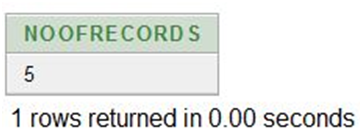 NOOFRECORDS
5
1 rows returned in 0.00 seconds